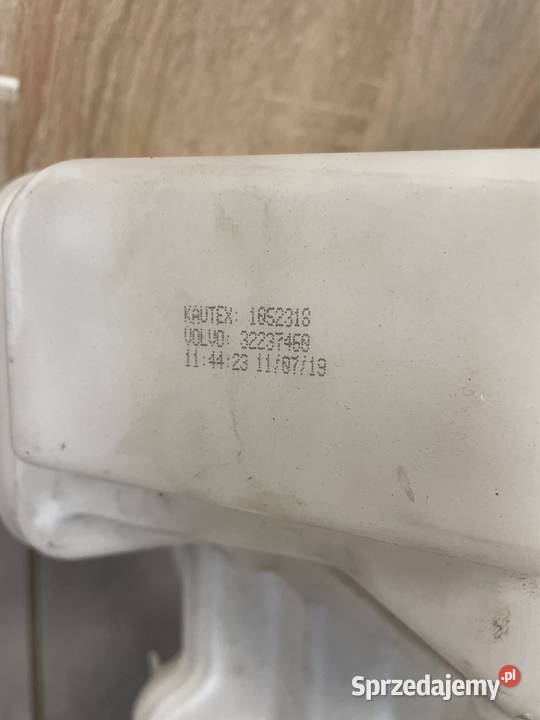 KAUTEX: 1052318
VOLVO: 32237460
11:44:23 11/07/19
Sprzedajemy.pl